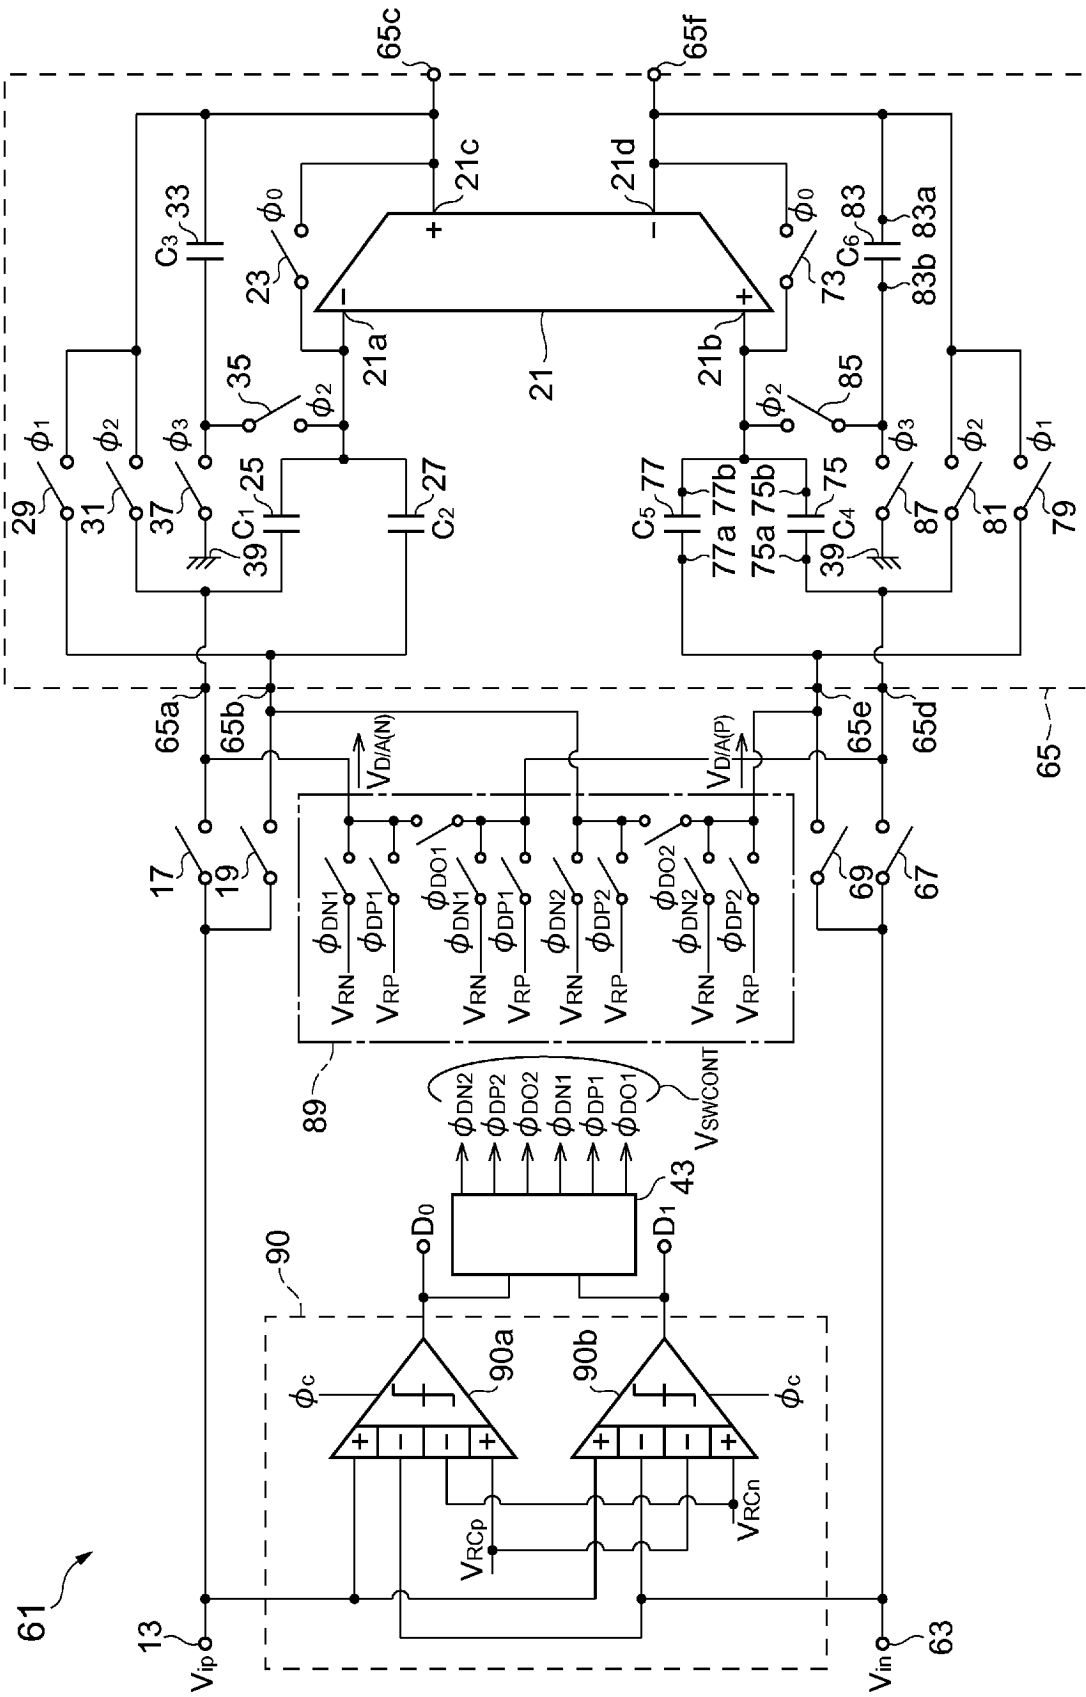 61
13
Vip
63
Vin
90
ϕc
90a
VRCp
90b
ϕc
VRCn
D0
D1
43
ϕDN2
ϕDP2
ϕDO2
ϕDN1
ϕDP1
ϕDO1
VSWCONT
89
VRN
VRP
VRN
VRP
VRN
VRP
VRN
VRP
ϕDN1
ϕDP1
ϕDO1
ϕDN1
ϕDP1
ϕDN2
ϕDP2
ϕDO2
ϕDN2
ϕDP2
17
19
69
67
VD/A(N)
VD/A(P)
65a
65b
65e
65d
65
29
ϕ1
31
ϕ2
37
ϕ3
39
C1
25
C2
27
35
ϕ2
C3
33
23
ϕ0
21a
21b
21
21c
21d
+
−
−
+
65c
65f
73
ϕ0
ϕ2
85
C5
77
77a
77b
75a
75b
75
C4
39
ϕ3
87
ϕ2
81
ϕ1
79
C6
83
83a
83b
+
−
−
+
+
−
−
+